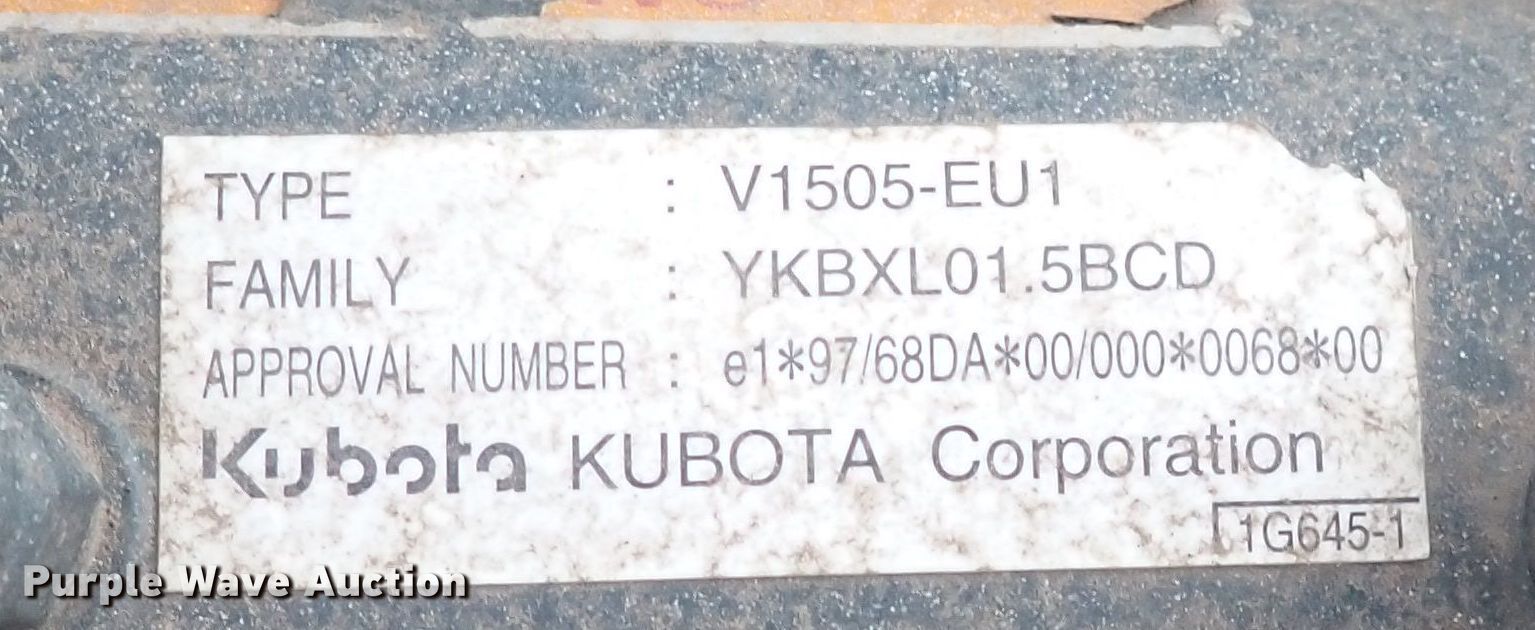 TYPE : V1505-EU1
FAMILY : YKBXL01.5BCD
APPROVAL NUMBER : e1*97/68DA*00/000*0068*00
Kubota KUBOTA Corporation
1G645-1
Purple Wave Auction